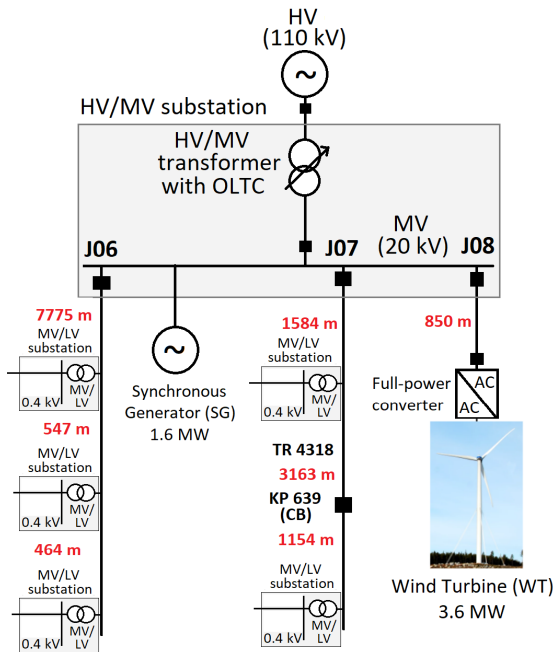 HV
(110 kV)
~
HV/MV substation
HV/MV
transformer
with OLTC
MV
(20 kV)
J06
J07
J08
7775 m
MV/LV
substation
0.4 kV
MV/
LV
547 m
MV/LV
substation
0.4 kV
MV/
LV
464 m
MV/LV
substation
0.4 kV
MV/
LV
~
Synchronous
Generator (SG)
1.6 MW
1584 m
MV/LV
substation
0.4 kV
MV/
LV
TR 4318
3163 m
KP 639
(CB)
1154 m
MV/LV
substation
0.4 kV
MV/
LV
850 m
Full-power
converter
AC
AC
Wind Turbine (WT)
3.6 MW